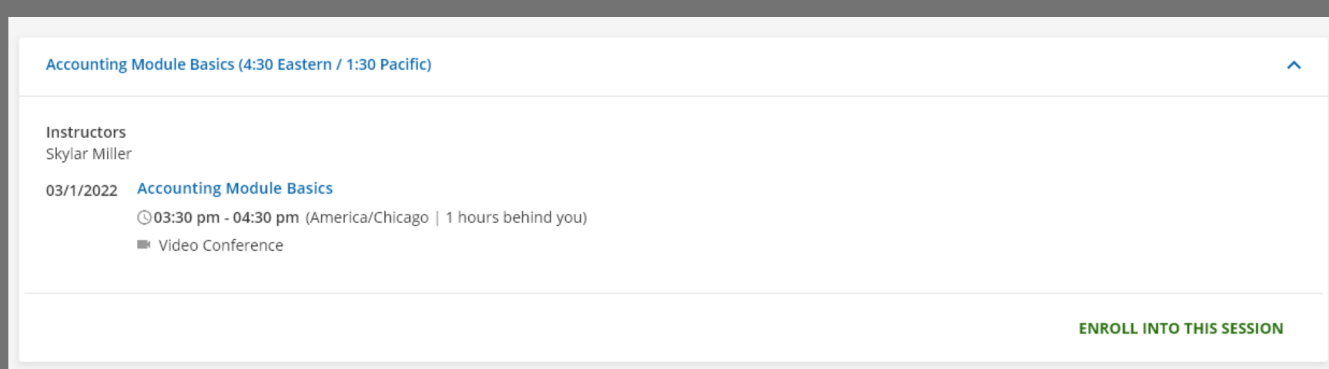 Accounting Module Basics (4:30 Eastern / 1:30 Pacific)
Instructors
Skylar Miller
03/1/2022 Accounting Module Basics
03:30 pm - 04:30 pm (America/Chicago | 1 hours behind you)
Video Conference
ENROLL INTO THIS SESSION